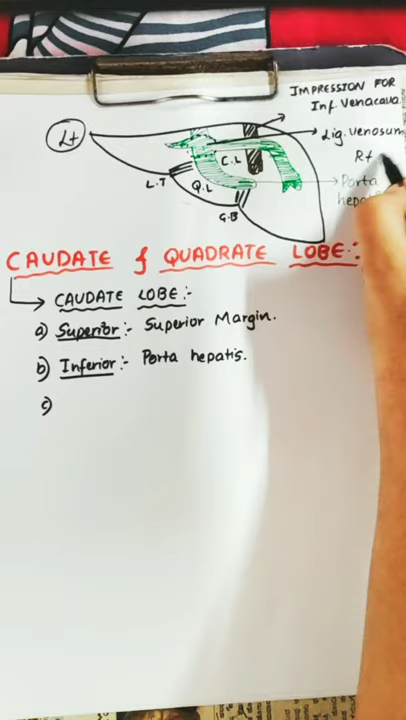 IMPRESSION FOR
Inf. Venacava.
Lt
Lig. venosum
C.L
Rt
L.T
Q.L
Porta
G.B
CAUDATE & QUADRATE LOBE:-
CAUDATE LOBE:-
a) Superior:- Superior Margin.
b) Inferior:- Porta hepatis.
c)